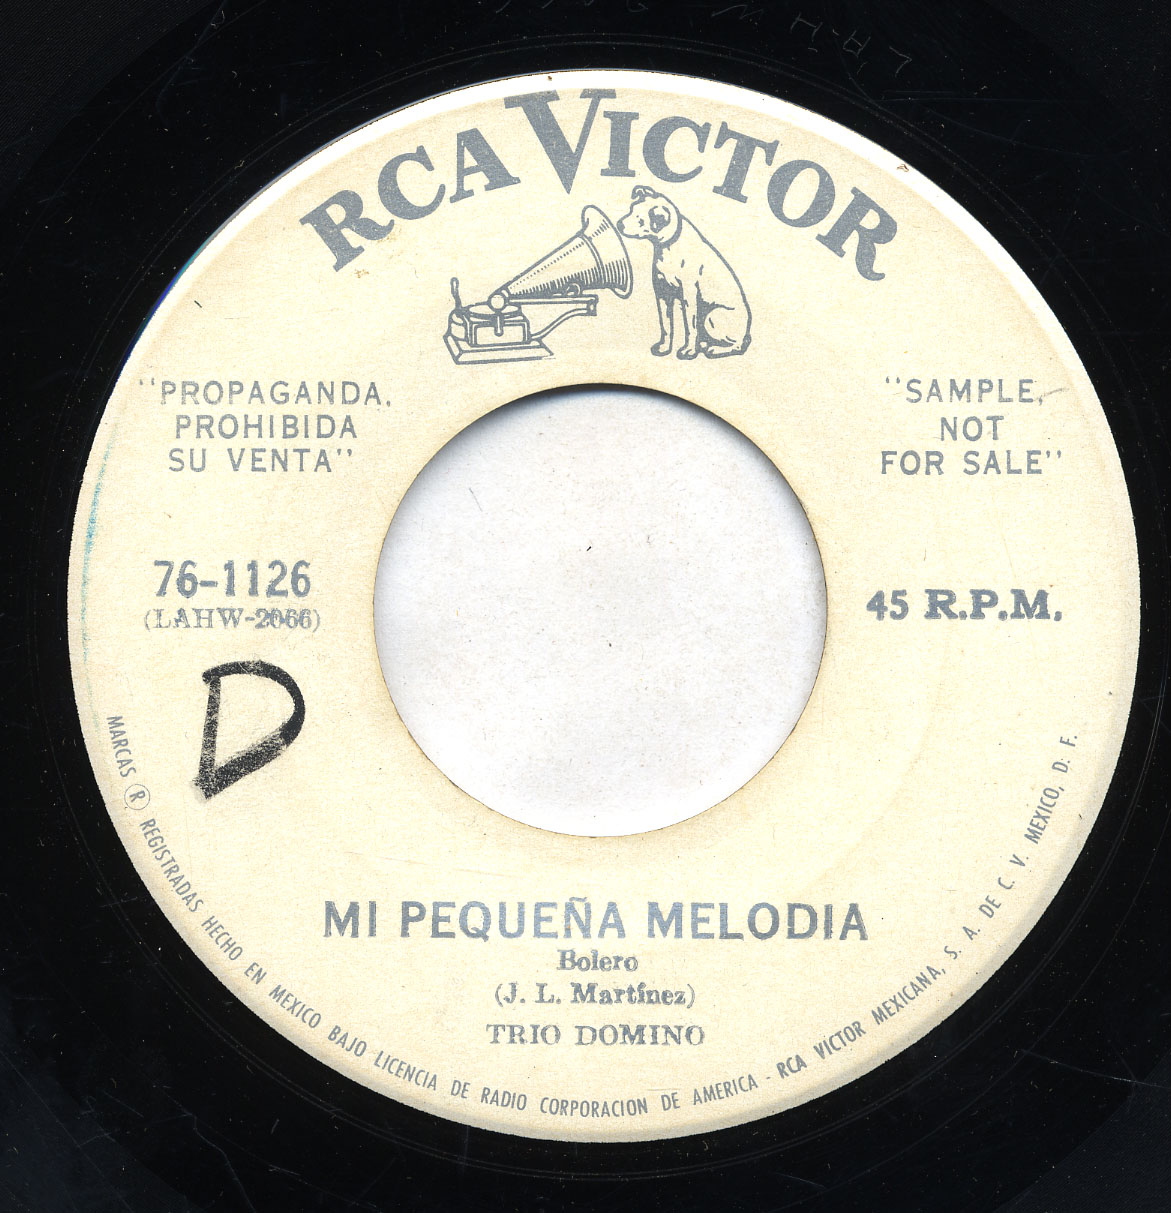 RCA VICTOR
"PROPAGANDA,
PROHIBIDA
SU VENTA"
"SAMPLE,
NOT
FOR SALE"
76-1126
(LAHW-2066)
45 R.P.M.
D
MI PEQUEÑA MELODIA
Bolero
(J. L. Martínez)
TRIO DOMINO
MARCAS ® REGISTRADAS HECHO EN MEXICO BAJO LICENCIA DE RADIO CORPORACION DE AMERICA - RCA VICTOR MEXICANA, S. A. DE C. V. MEXICO, D. F.